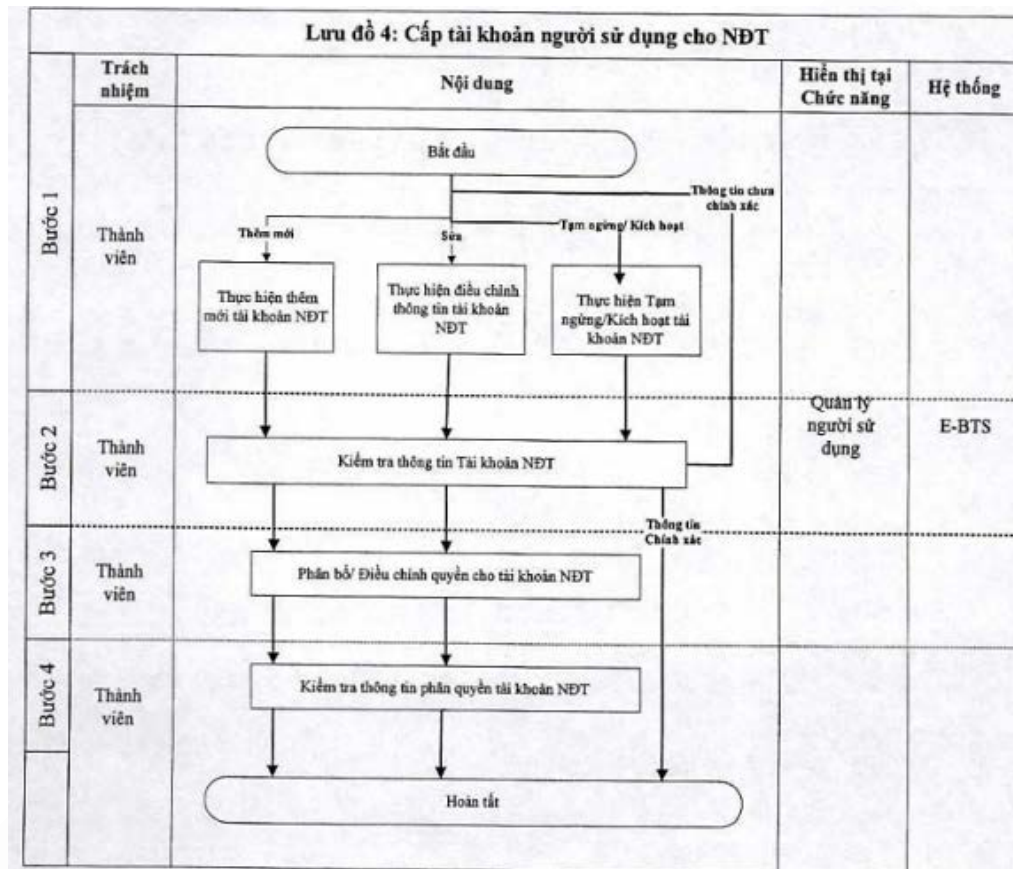 Lưu đồ 4: Cấp tài khoản người sử dụng cho NĐT
Trách
nhiệm
Nội dung
Hiển thị tại
Chức năng
Hệ thống
Bước 1
Thành
viên
Bắt đầu
Thông tin chưa
chính xác
Thêm mới
Sửa
Tạm ngừng/ Kích hoạt
Thực hiện thêm
mới tài khoản NĐT
Thực hiện điều chỉnh
thông tin tài khoản
NĐT
Thực hiện Tạm
ngừng/Kích hoạt tài
khoản NĐT
Bước 2
Thành
viên
Kiểm tra thông tin Tài khoản NĐT
Quản lý
người sử
dụng
E-BTS
Thông tin
Chính xác
Bước 3
Thành
viên
Phân bổ/ Điều chỉnh quyền cho tài khoản NĐT
Bước 4
Thành
viên
Kiểm tra thông tin phân quyền tài khoản NĐT
Hoàn tất